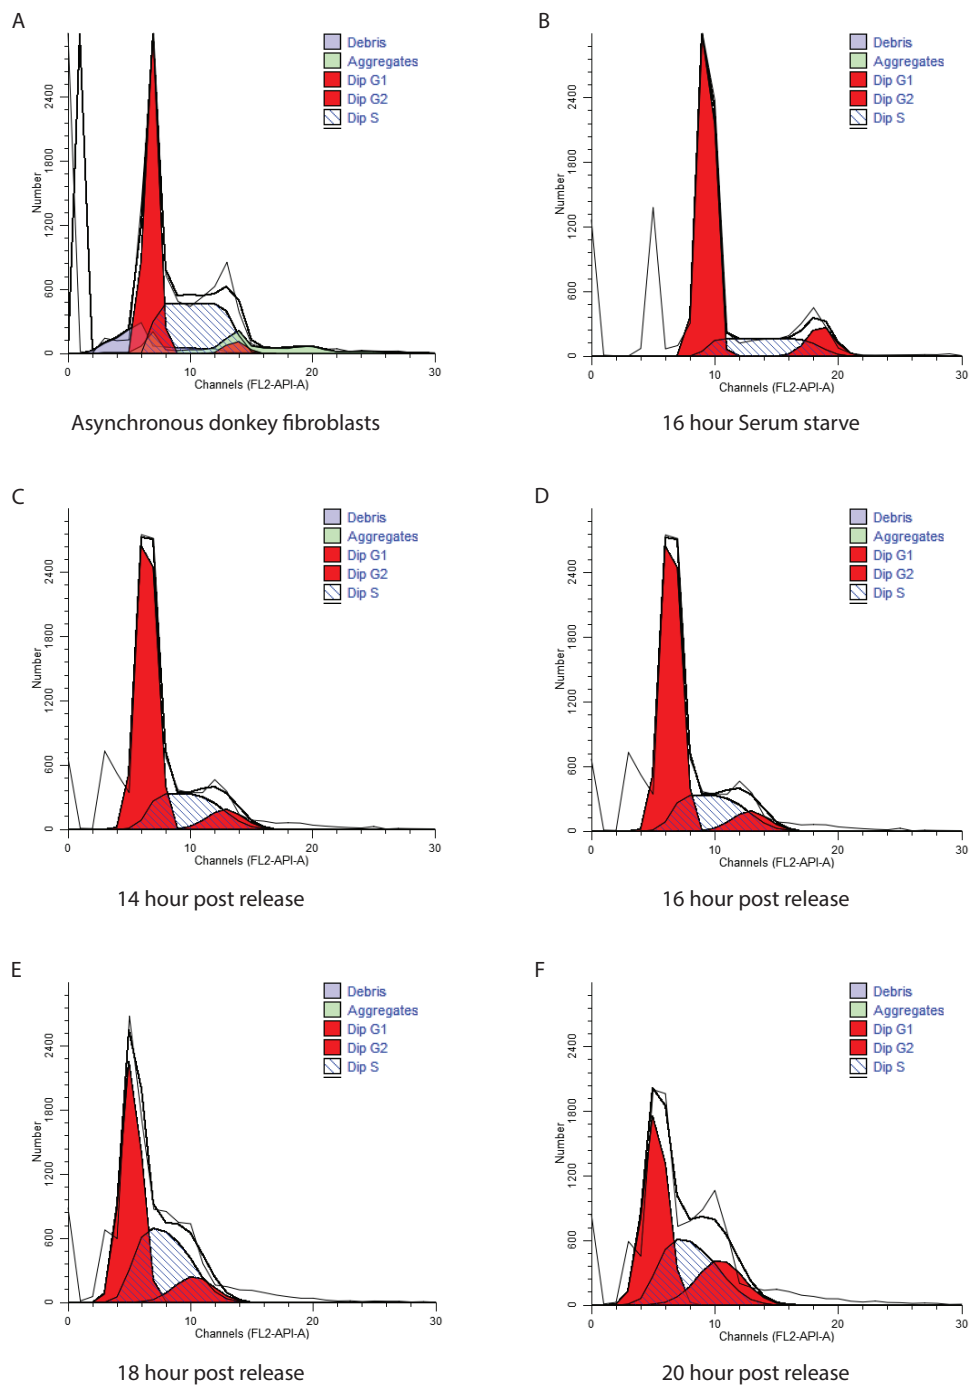 A
Debris
Aggregates
Dip G1
Dip G2
Dip S
Number
0 600 1200 1800 2400
0 10 20 30
Channels (FL2-API-A)
Asynchronous donkey fibroblasts
B
Debris
Aggregates
Dip G1
Dip G2
Dip S
Number
0 600 1200 1800 2400
0 10 20 30
Channels (FL2-API-A)
16 hour Serum starve
C
Debris
Aggregates
Dip G1
Dip G2
Dip S
Number
0 600 1200 1800 2400
0 10 20 30
Channels (FL2-API-A)
14 hour post release
D
Debris
Aggregates
Dip G1
Dip G2
Dip S
Number
0 600 1200 1800 2400
0 10 20 30
Channels (FL2-API-A)
16 hour post release
E
Debris
Aggregates
Dip G1
Dip G2
Dip S
Number
0 600 1200 1800 2400
0 10 20 30
Channels (FL2-API-A)
18 hour post release
F
Debris
Aggregates
Dip G1
Dip G2
Dip S
Number
0 600 1200 1800 2400
0 10 20 30
Channels (FL2-API-A)
20 hour post release